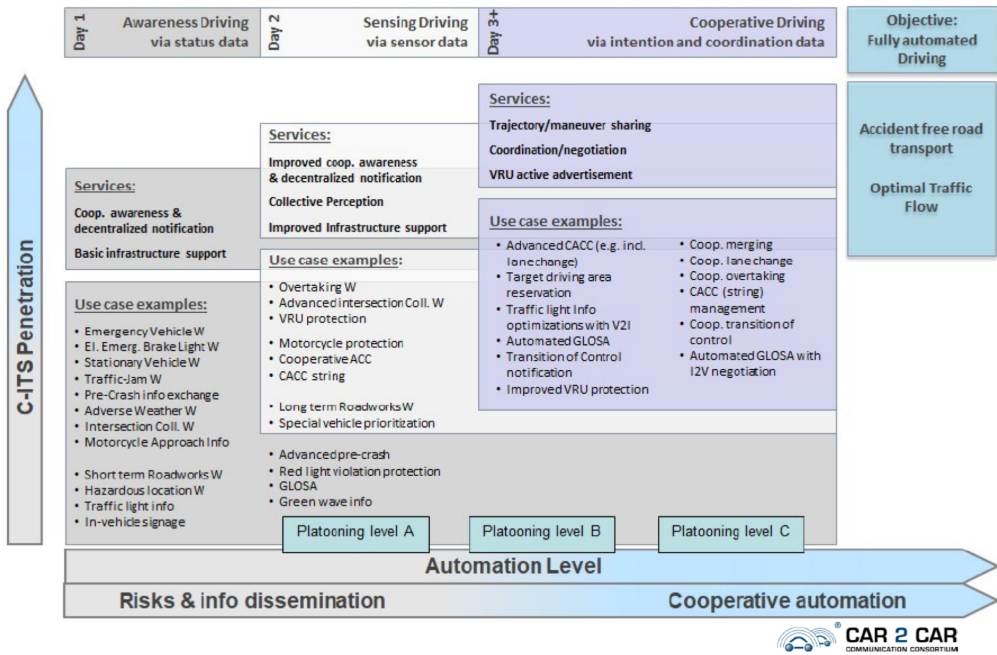 Day 1
Awareness Driving
via status data
Day 2
Sensing Driving
via sensor data
Day 3+
Cooperative Driving
via intention and coordination data
Objective:
Fully automated
Driving
C-ITS Penetration
Services:
Coop. awareness &
decentralized notification
Basic infrastructure support
Use case examples:
• Emergency Vehicle W
• El. Emerg. Brake Light W
• Stationary Vehicle W
• Traffic-Jam W
• Pre-Crash info exchange
• Adverse Weather W
• Intersection Coll. W
• Motorcycle Approach Info
• Short term Roadworks W
• Hazardous location W
• Traffic light info
• In-vehicle signage
Services:
Improved coop. awareness
& decentralized notification
Collective Perception
Improved Infrastructure support
Use case examples:
• Overtaking W
• Advanced intersection Coll. W
• VRU protection
• Motorcycle protection
• Cooperative ACC
• CACC string
• Long term Roadworks W
• Special vehicle prioritization
• Advanced pre-crash
• Red light violation protection
• GLOSA
• Green wave info
Services:
Trajectory/maneuver sharing
Coordination/negotiation
VRU active advertisement
Use case examples:
• Advanced CACC (e.g. incl.
lane change)
• Target driving area
reservation
• Traffic light Info
optimizations with V2I
• Automated GLOSA
• Transition of Control
notification
• Improved VRU protection
• Coop. merging
• Coop. lane change
• Coop. overtaking
• CACC (string)
management
• Coop. transition of
control
• Automated GLOSA with
I2V negotiation
Accident free road
transport
Optimal Traffic
Flow
Platooning level A
Platooning level B
Platooning level C
Automation Level
Risks & info dissemination
Cooperative automation
®
CAR 2 CAR
COMMUNICATION CONSORTIUM